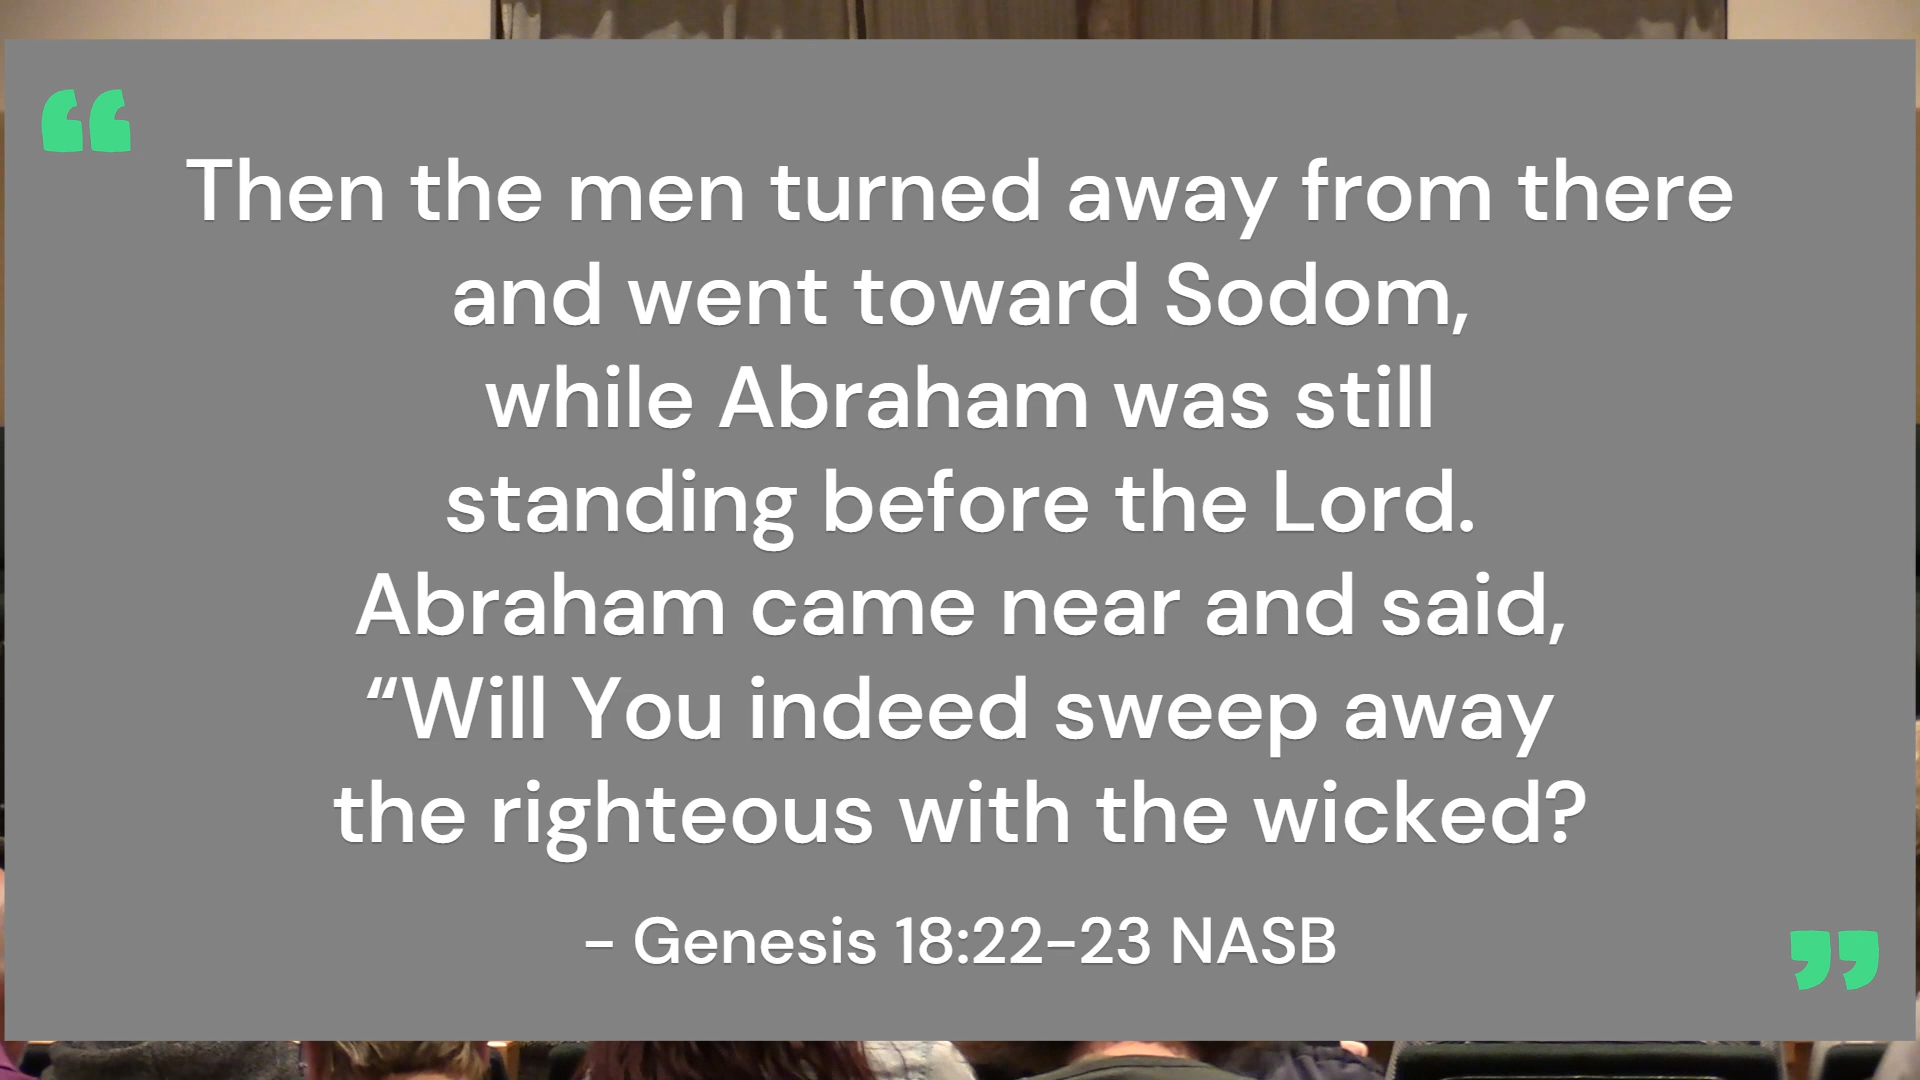 “
Then the men turned away from there
and went toward Sodom,
while Abraham was still
standing before the Lord.
Abraham came near and said,
“Will You indeed sweep away
the righteous with the wicked?
– Genesis 18:22–23 NASB
”